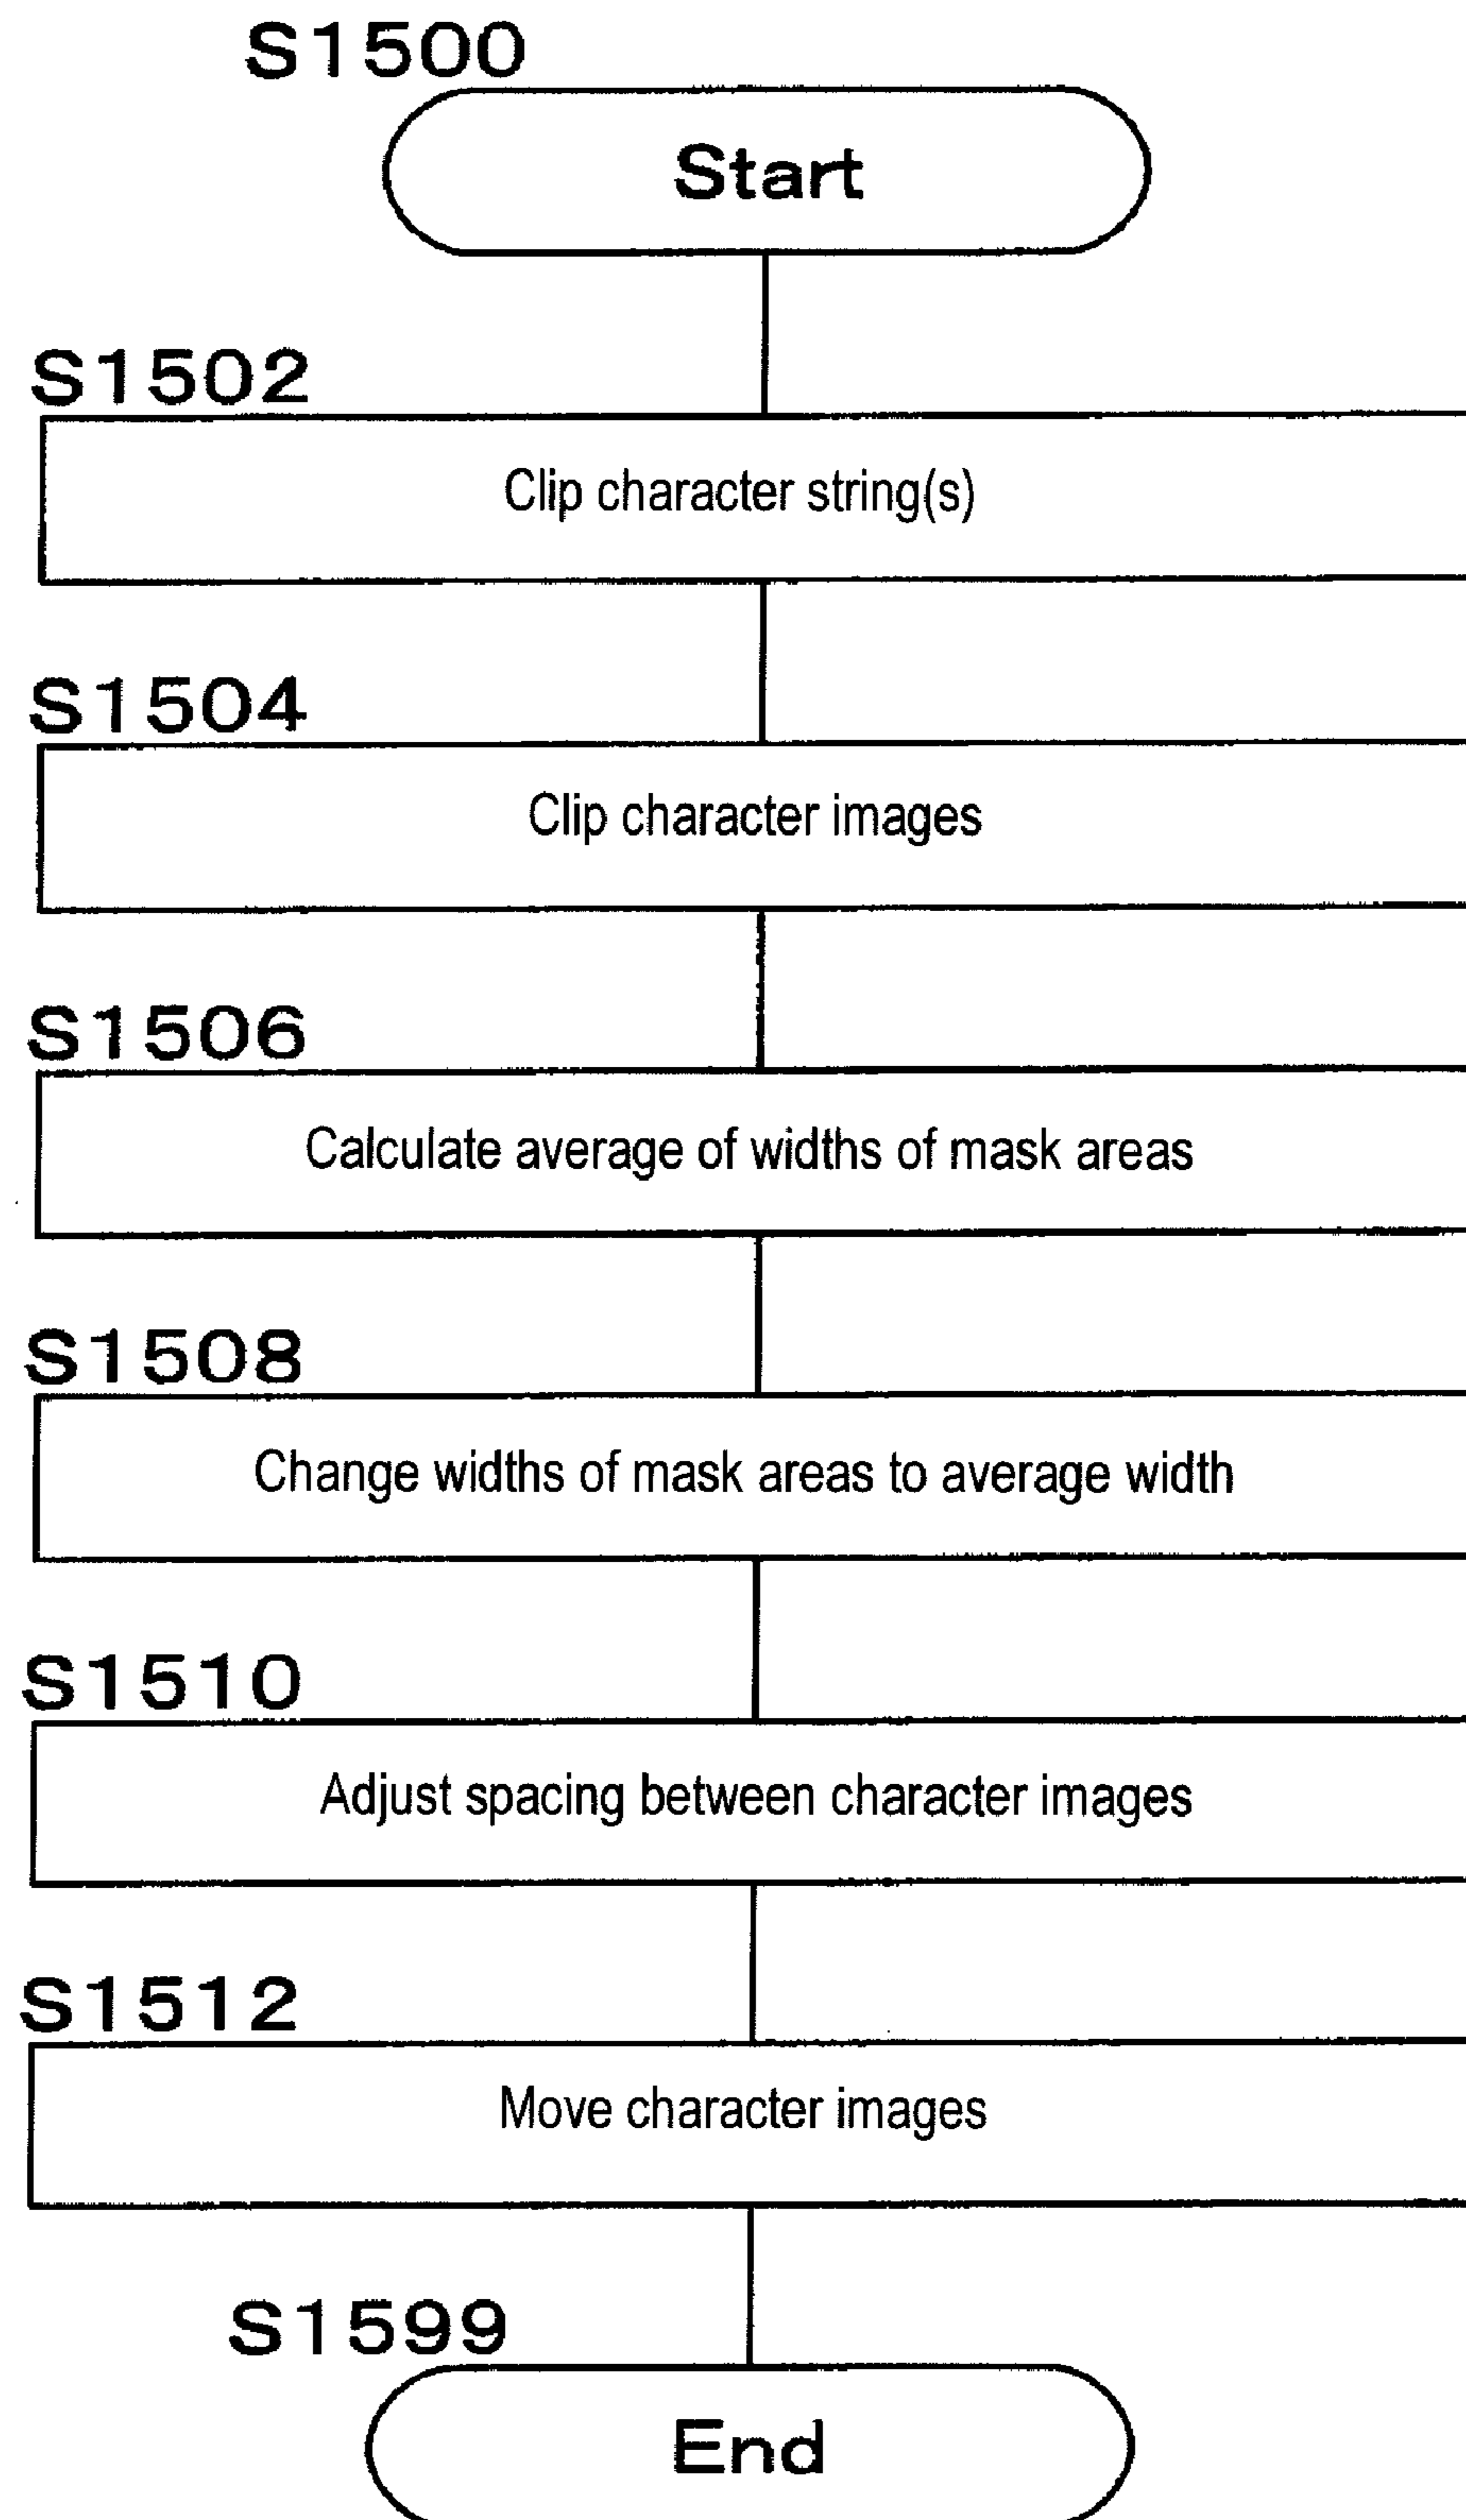 S1500
Start
S1502
Clip character string(s)
S1504
Clip character images
S1506
Calculate average of widths of mask areas
S1508
Change widths of mask areas to average width
S1510
Adjust spacing between character images
S1512
Move character images
S1599
End